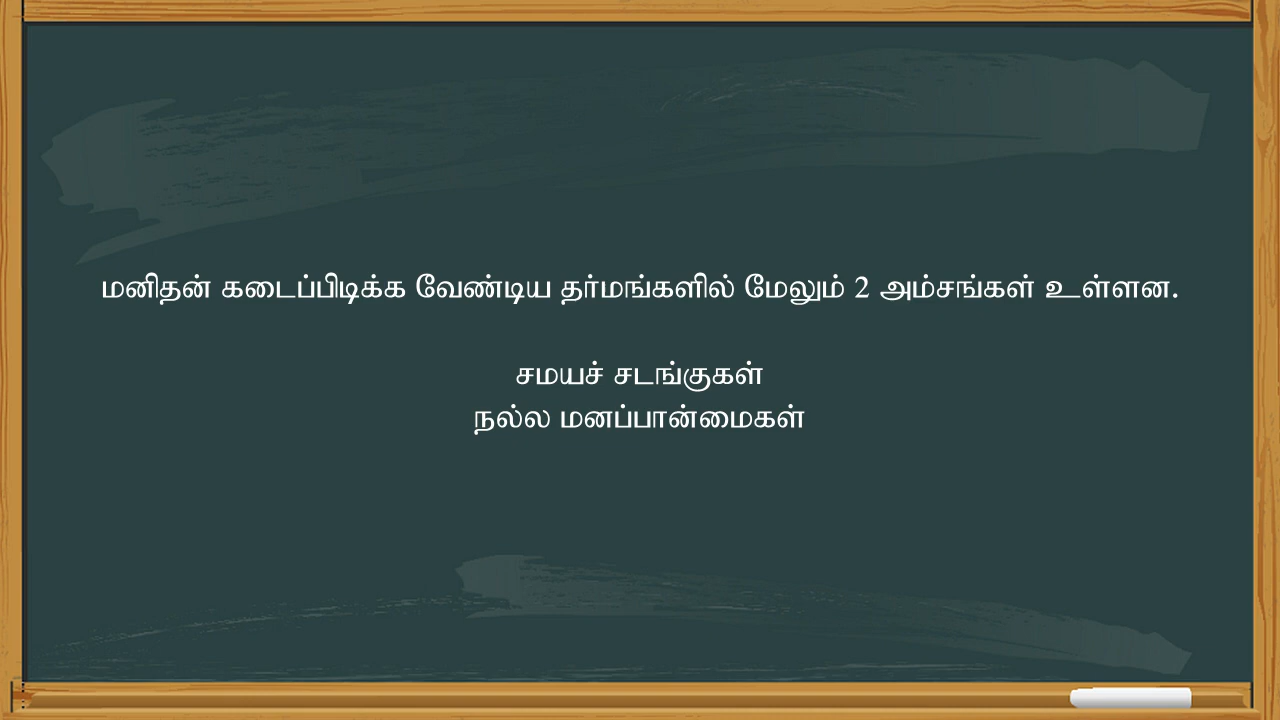 மனிதன் கடைப்பிடிக்க வேண்டிய தர்மங்களில் மேலும் 2 அம்சங்கள் உள்ளன.
சமயச் சடங்குகள்
நல்ல மனப்பான்மைகள்